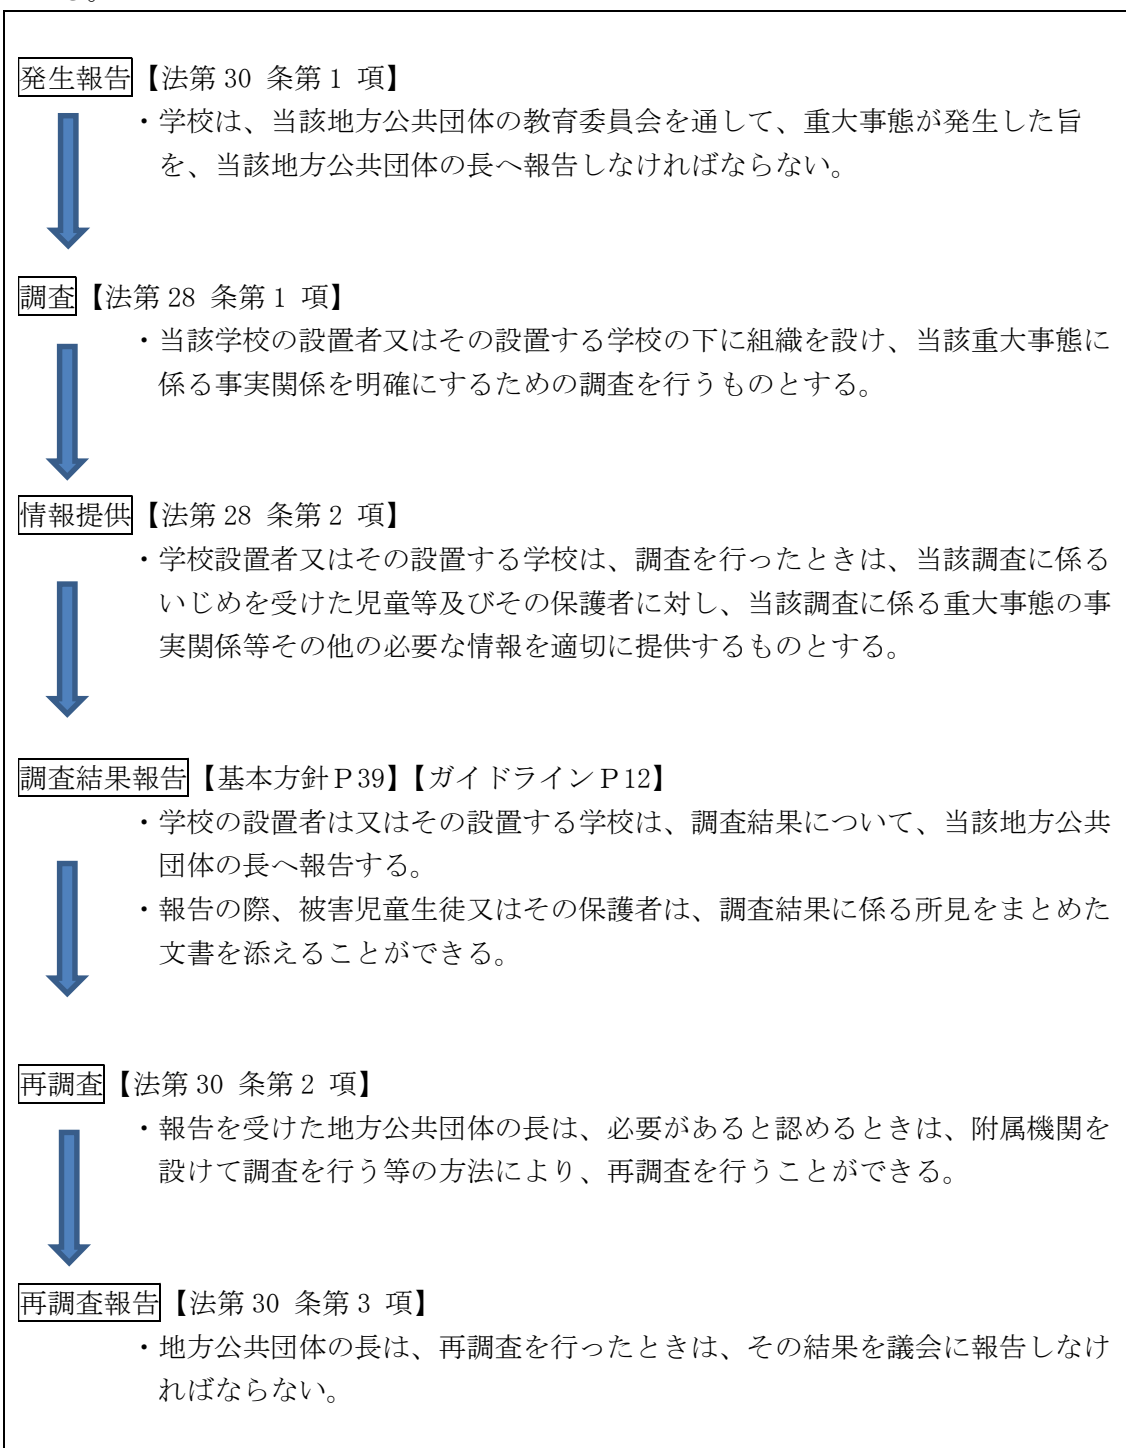 る。
発生報告【法第 30 条第 1 項】
・学校は、当該地方公共団体の教育委員会を通して、重大事態が発生した旨
を、当該地方公共団体の長へ報告しなければならない。
調査【法第 28 条第 1 項】
・当該学校の設置者又はその設置する学校の下に組織を設け、当該重大事態に
係る事実関係を明確にするための調査を行うものとする。
情報提供【法第 28 条第 2 項】
・学校設置者又はその設置する学校は、調査を行ったときは、当該調査に係る
いじめを受けた児童等及びその保護者に対し、当該調査に係る重大事態の事
実関係等その他の必要な情報を適切に提供するものとする。
調査結果報告【基本方針P39】【ガイドラインP12】
・学校の設置者は又はその設置する学校は、調査結果について、当該地方公共
団体の長へ報告する。
・報告の際、被害児童生徒又はその保護者は、調査結果に係る所見をまとめた
文書を添えることができる。
再調査【法第 30 条第 2 項】
・報告を受けた地方公共団体の長は、必要があると認めるときは、附属機関を
設けて調査を行う等の方法により、再調査を行うことができる。
再調査報告【法第 30 条第 3 項】
・地方公共団体の長は、再調査を行ったときは、その結果を議会に報告しなけ
ればならない。